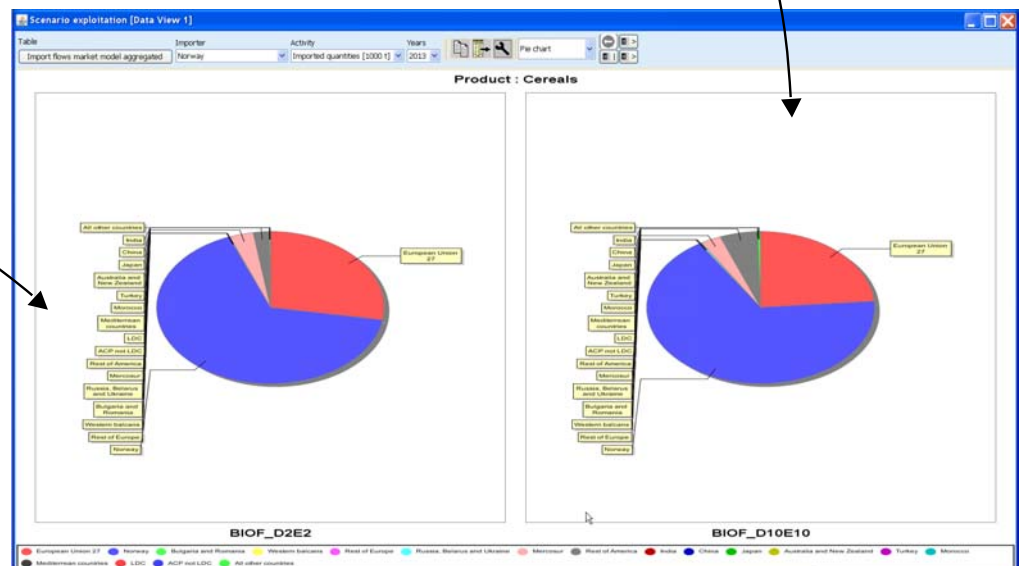 Scenario exploitation [Data View 1]
Table Importer Activity Years
Import flows market model aggregated Norway Imported quantities [1000 t] 2013 Pie chart
Product : Cereals
All other countries
India
China
Japan
Australia and
New Zealand
Turkey
Morocco
Mediterrnean
countries
LDC
ACP not LDC
Rest of America
Mercosur
Russia, Belarus
and Ukraine
Bulgaria and
Romania
Western balcans
Rest of Europe
Norway
European Union
27
BIOF_D2E2
All other countries
India
China
Japan
Australia and
New Zealand
Turkey
Morocco
Mediterrnean
countries
LDC
ACP not LDC
Rest of America
Mercosur
Russia, Belarus
and Ukraine
Bulgaria and
Romania
Western balcans
Rest of Europe
Norway
European Union
27
BIOF_D10E10
European Union 27 Norway Bulgaria and Romania Western balcans Rest of Europe Russia, Belarus and Ukraine Mercosur Rest of America India China Japan Australia and New Zealand Turkey Morocco
Mediterrnean countries LDC ACP not LDC All other countries